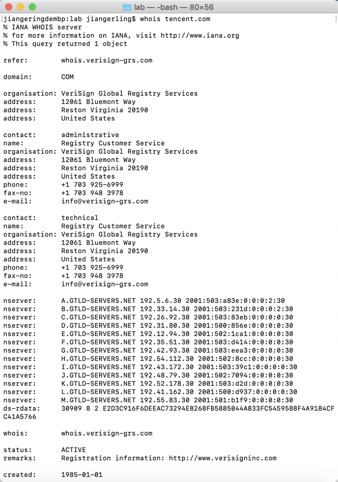 lab — -bash — 80×56
jiangeringdembp:lab jiangerling$ whois tencent.com
% IANA WHOIS server
% for more information on IANA, visit http://www.iana.org
% This query returned 1 object
refer: whois.verisign-grs.com
domain: COM
organisation: VeriSign Global Registry Services
address: 12061 Bluemont Way
address: Reston Virginia 20190
address: United States
contact: administrative
name: Registry Customer Service
organisation: VeriSign Global Registry Services
address: 12061 Bluemont Way
address: Reston Virginia 20190
address: United States
phone: +1 703 925-6999
fax-no: +1 703 948 3978
e-mail: info@verisign-grs.com
contact: technical
name: Registry Customer Service
organisation: VeriSign Global Registry Services
address: 12061 Bluemont Way
address: Reston Virginia 20190
address: United States
phone: +1 703 925-6999
fax-no: +1 703 948 3978
e-mail: info@verisign-grs.com
nserver: A.GTLD-SERVERS.NET 192.5.6.30 2001:503:a83e:0:0:0:2:30
nserver: B.GTLD-SERVERS.NET 192.33.14.30 2001:503:231d:0:0:0:2:30
nserver: C.GTLD-SERVERS.NET 192.26.92.30 2001:503:83eb:0:0:0:0:30
nserver: D.GTLD-SERVERS.NET 192.31.80.30 2001:500:856e:0:0:0:0:30
nserver: E.GTLD-SERVERS.NET 192.12.94.30 2001:502:1ca1:0:0:0:0:30
nserver: F.GTLD-SERVERS.NET 192.35.51.30 2001:503:d414:0:0:0:0:30
nserver: G.GTLD-SERVERS.NET 192.42.93.30 2001:503:eea3:0:0:0:0:30
nserver: H.GTLD-SERVERS.NET 192.54.112.30 2001:502:8cc:0:0:0:0:30
nserver: I.GTLD-SERVERS.NET 192.43.172.30 2001:503:39c1:0:0:0:0:30
nserver: J.GTLD-SERVERS.NET 192.48.79.30 2001:502:7094:0:0:0:0:30
nserver: K.GTLD-SERVERS.NET 192.52.178.30 2001:503:d2d:0:0:0:0:30
nserver: L.GTLD-SERVERS.NET 192.41.162.30 2001:500:d937:0:0:0:0:30
nserver: M.GTLD-SERVERS.NET 192.55.83.30 2001:501:b1f9:0:0:0:0:30
ds-rdata: 30909 8 2 E2D3C916F6DEEAC73294E8268FB5885044A833FC5459588F4A9184CF
C41A5766
whois: whois.verisign-grs.com
status: ACTIVE
remarks: Registration information: http://www.verisigninc.com
created: 1985-01-01